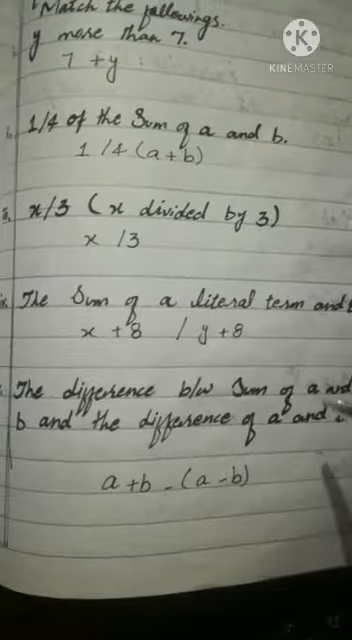 Match the followings.
K
KINEMASTER
y more than 7.
7 + y
1/4 of the Sum of a and b.
1/4 (a+b)
x/3 (x divided by 3)
x /3
The Sum of a literal term and
x + 8 / y + 8
The difference b/w Sum of a and
b and the difference of a and
a + b - (a - b)